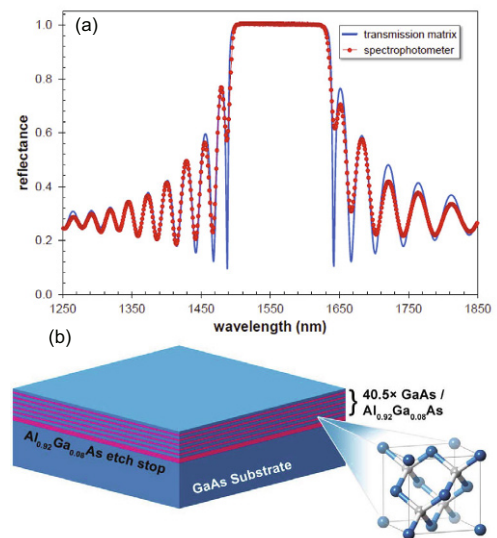 (a)
transmission matrix
spectrophotometer
reflectance
1.0
0.8
0.6
0.4
0.2
0.0
1250 1350 1450 1550 1650 1750 1850
wavelength (nm)
(b)
40.5× GaAs /
Al0.92Ga0.08As
Al0.92Ga0.08As etch stop
GaAs Substrate